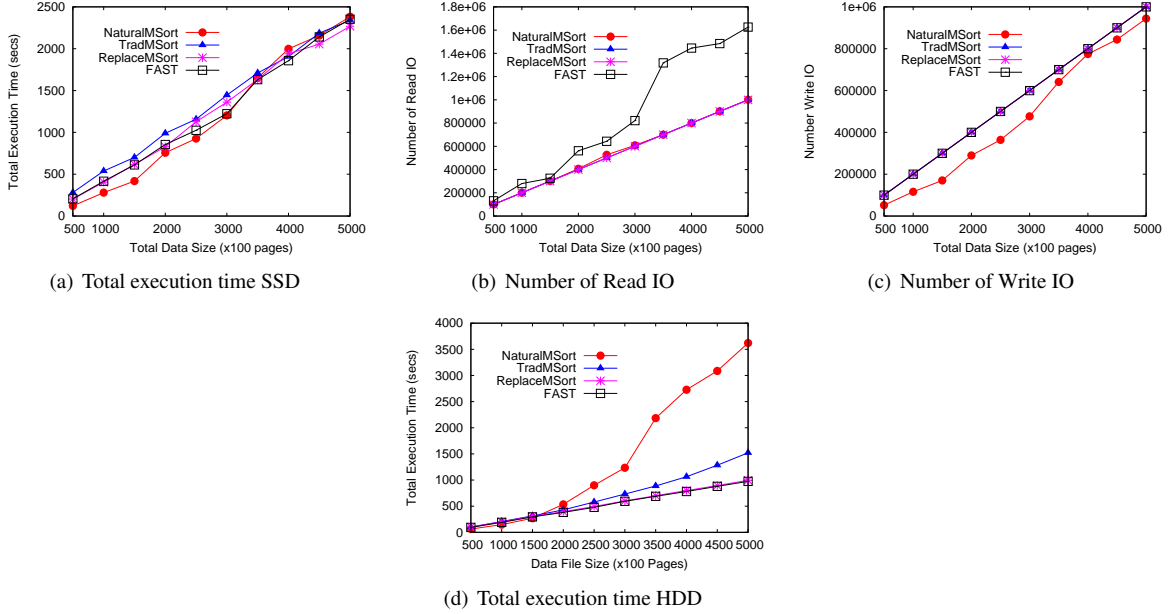 2500
2000
1500
1000
500
0
Total Execution Time (secs)
NaturalMSort
TradMSort
ReplaceMSort
FAST
500 1000 1500 2000 2500 3000 3500 4000 4500 5000
Total Data Size (x100 pages)
(a) Total execution time SSD
1.8e+06
1.6e+06
1.4e+06
1.2e+06
1e+06
800000
600000
400000
200000
0
Number of Read IO
NaturalMSort
TradMSort
ReplaceMSort
FAST
500 1000 1500 2000 2500 3000 3500 4000 4500 5000
Total Data Size (x100 pages)
(b) Number of Read IO
1e+06
800000
600000
400000
200000
0
Number Write IO
NaturalMSort
TradMSort
ReplaceMSort
FAST
500 1000 1500 2000 2500 3000 3500 4000 4500 5000
Total Data Size (x100 pages)
(c) Number of Write IO
4000
3500
3000
2500
2000
1500
1000
500
0
Total Execution Time (secs)
NaturalMSort
TradMSort
ReplaceMSort
FAST
500 1000 1500 2000 2500 3000 3500 4000 4500 5000
Data File Size (x100 Pages)
(d) Total execution time HDD